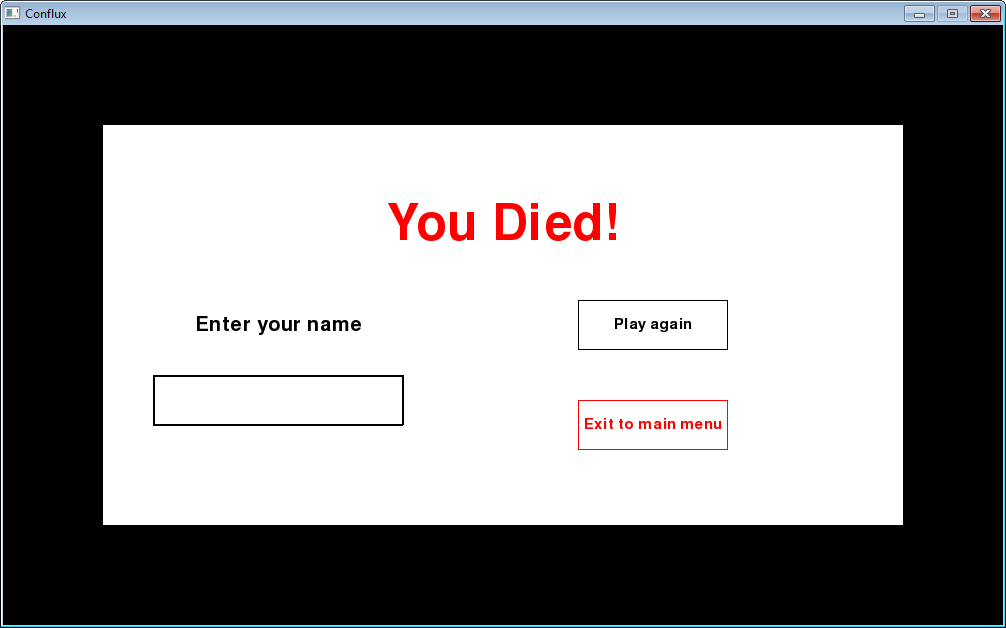 Conflux
You Died!
Enter your name
Play again
Exit to main menu